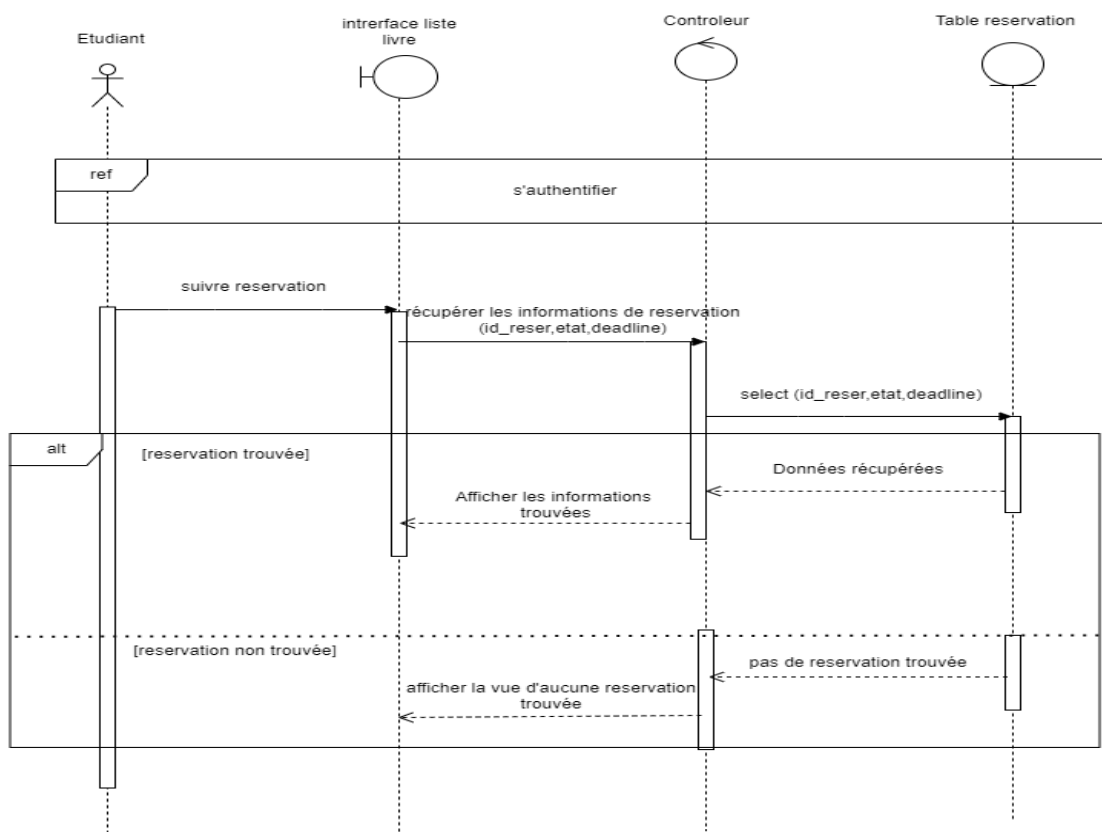 Etudiant
intrerface liste
livre
Controleur
Table reservation
ref
s'authentifier
suivre reservation
récupérer les informations de reservation
(id_reser,etat,deadline)
select (id_reser,etat,deadline)
alt
[reservation trouvée]
Données récupérées
Afficher les informations
trouvées
[reservation non trouvée]
pas de reservation trouvée
afficher la vue d'aucune reservation
trouvée